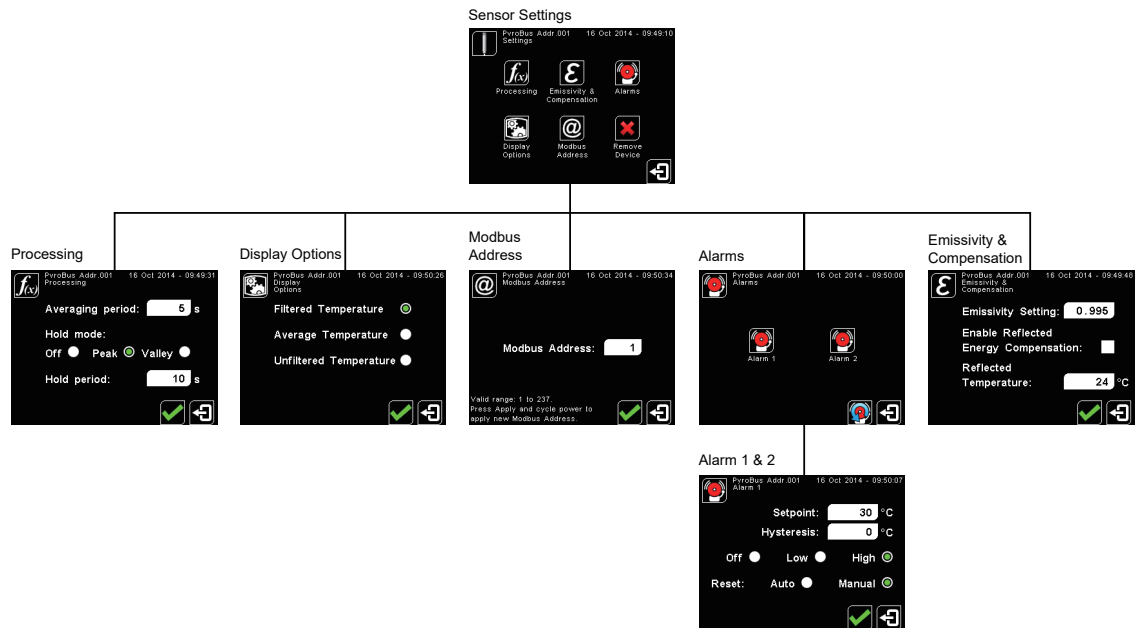 Sensor Settings
PyroBus Addr.001 16 Oct 2014 - 09:49:10
Settings
f(x) ε
Processing Emissivity & Compensation Alarms
@
Display Options Modbus Address Remove Device
Processing
PyroBus Addr.001 16 Oct 2014 - 09:49:31
f(x) Processing
Averaging period: 5 s
Hold mode:
Off Peak Valley
Hold period: 10 s
Display Options
PyroBus Addr.001 16 Oct 2014 - 09:50:26
Display
Options
Filtered Temperature
Average Temperature
Unfiltered Temperature
Modbus
Address
PyroBus Addr.001 16 Oct 2014 - 09:50:34
@ Modbus Address
Modbus Address: 1
Valid range: 1 to 237.
Press Apply and cycle power to
apply new Modbus Address.
Alarms
PyroBus Addr.001 16 Oct 2014 - 09:50:00
Alarms
Alarm 1 Alarm 2
Alarm 1 & 2
PyroBus Addr.001 16 Oct 2014 - 09:50:07
Alarm 1
Setpoint: 30 °C
Hysteresis: 0 °C
Off Low High
Reset: Auto Manual
Emissivity &
Compensation
PyroBus Addr.001 16 Oct 2014 - 09:49:48
ε Emissivity &
Compensation
Emissivity Setting: 0.995
Enable Reflected
Energy Compensation:
Reflected
Temperature: 24 °C